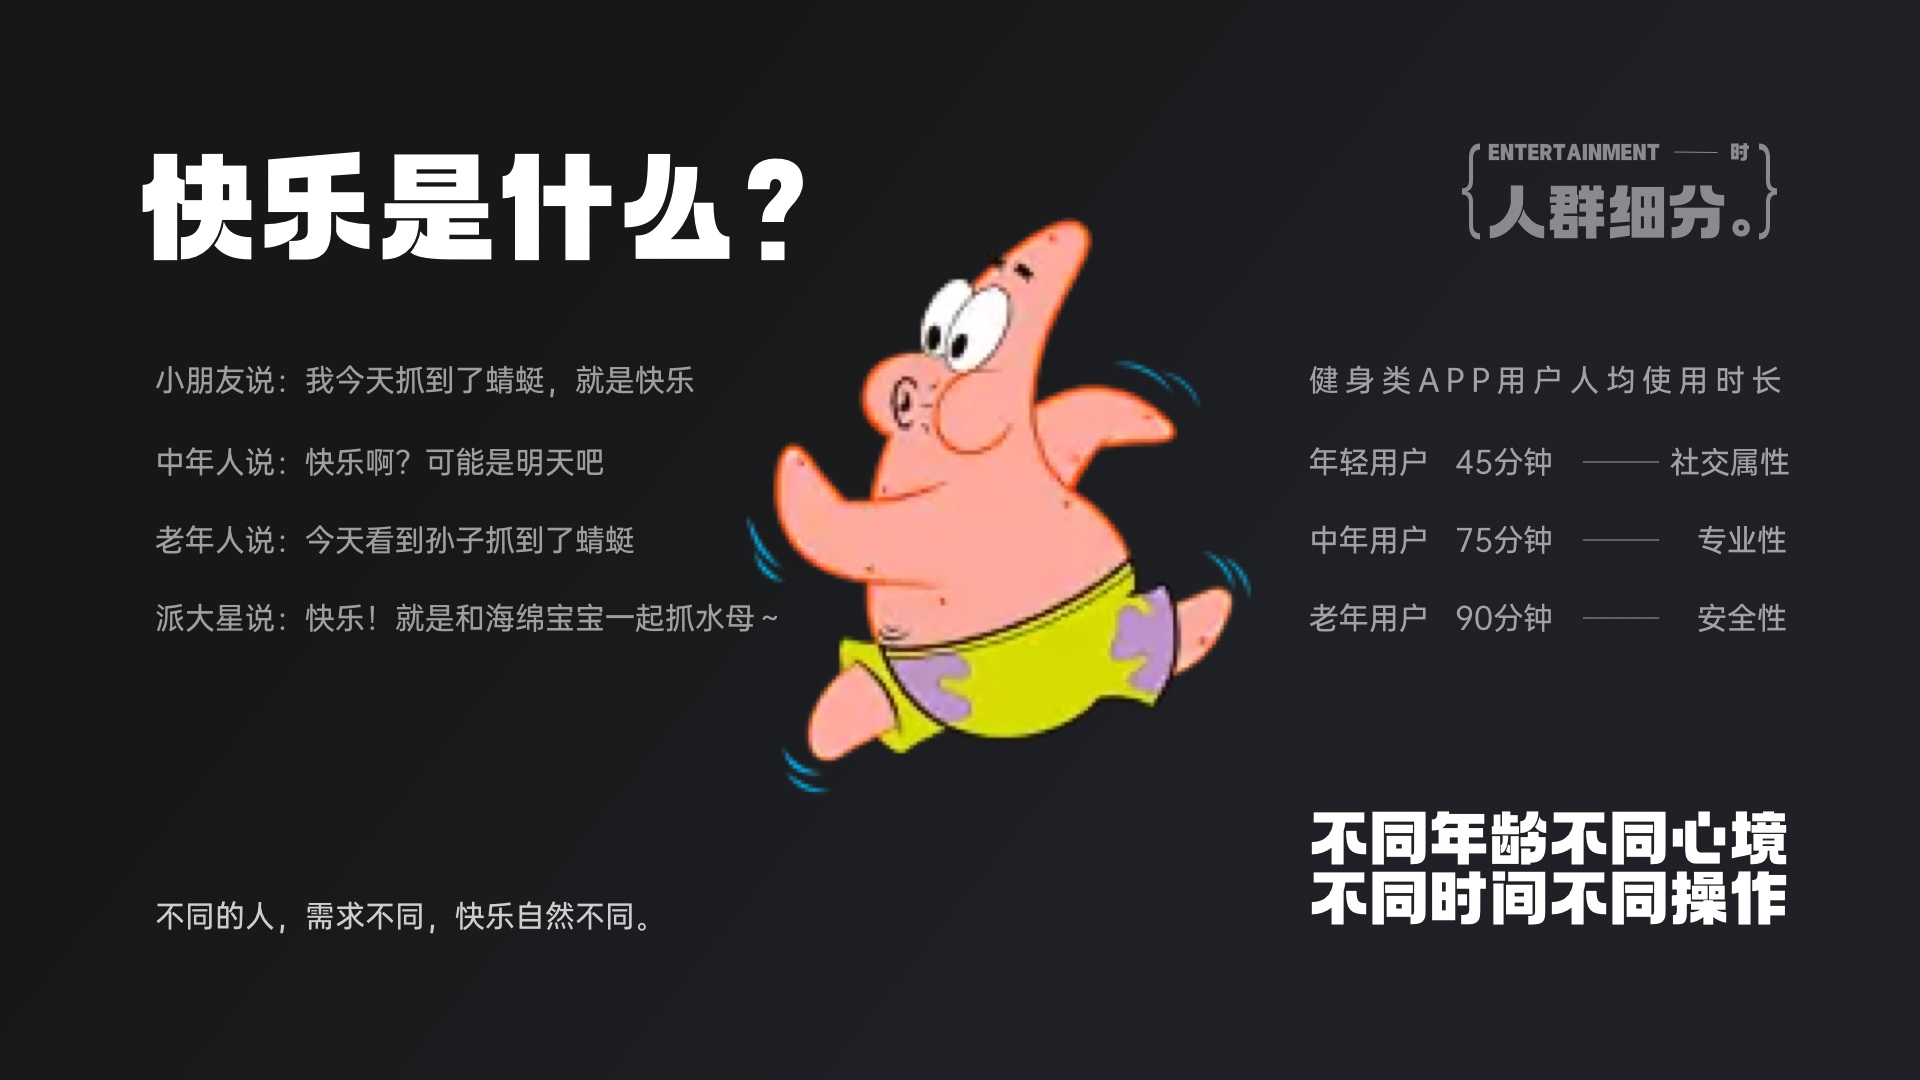 快乐是什么?
ENTERTAINMENT —— 时
人群细分。
小朋友说：我今天抓到了蜻蜓，就是快乐
中年人说：快乐啊？可能是明天吧
老年人说：今天看到孙子抓到了蜻蜓
派大星说：快乐！就是和海绵宝宝一起抓水母~
不同的人，需求不同，快乐自然不同。
健身类APP用户人均使用时长
年轻用户 45分钟 —— 社交属性
中年用户 75分钟 —— 专业性
老年用户 90分钟 —— 安全性
不同年龄不同心境
不同时间不同操作